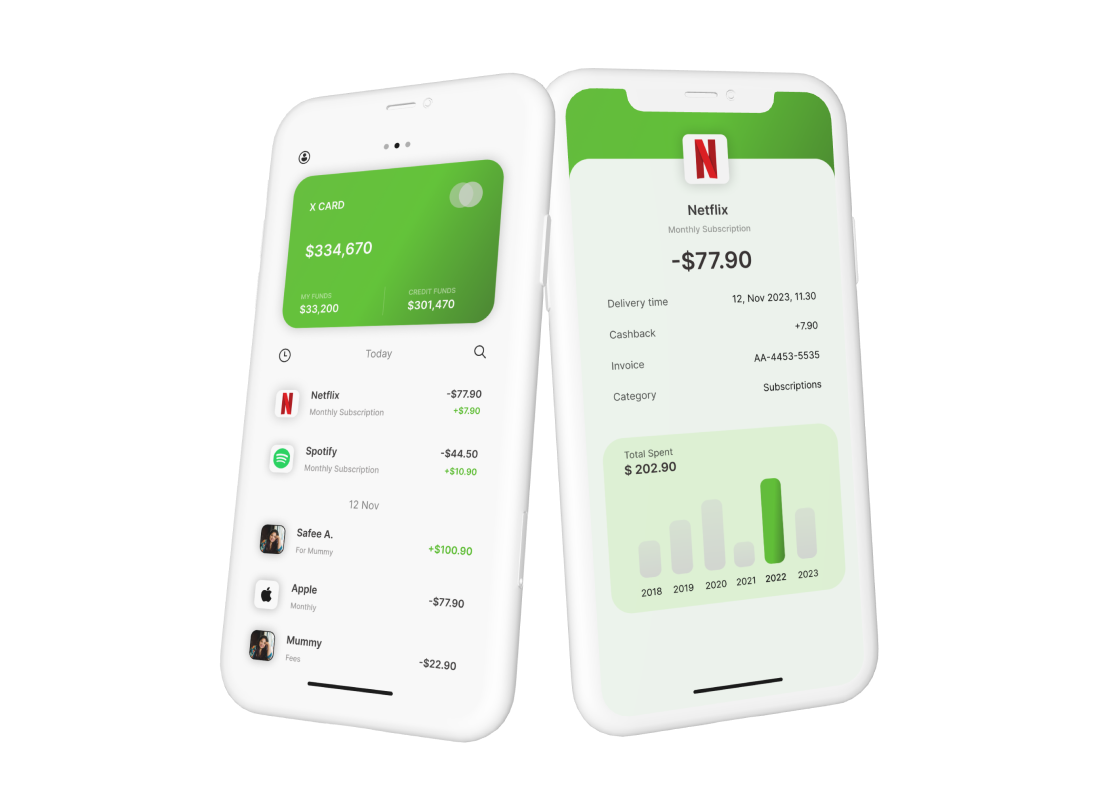 X CARD
$334,670
MY FUNDS
$33,200
CREDIT FUNDS
$301,470
Today
Netflix
Monthly Subscription
-$77.90
+$7.90
Spotify
Monthly Subscription
-$44.50
+$10.90
12 Nov
Safee A.
For Mummy
+$100.90
Apple
Monthly
-$77.90
Mummy
Fees
-$22.90
N
Netflix
Monthly Subscription
-$77.90
Delivery time 12, Nov 2023, 11.30
Cashback +7.90
Invoice AA-4453-5535
Category Subscriptions
Total Spent
$ 202.90
2018 2019 2020 2021 2022 2023